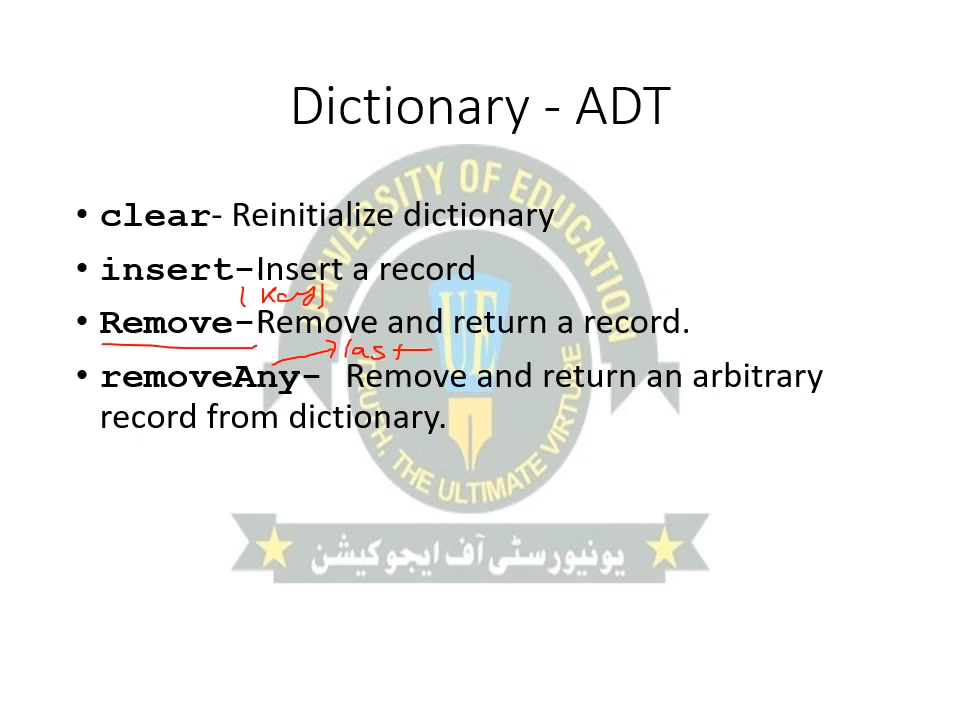 Dictionary - ADT
UNIVERSITY OF EDUCATION
• clear- Reinitialize dictionary
• insert-Insert a record
(Key)
• Remove-Remove and return a record.
last
• removeAny- Remove and return an arbitrary
record from dictionary.
UE
TRUTH, THE ULTIMATE VIRTURE
یونیورسٹی آف ایجوکیشن